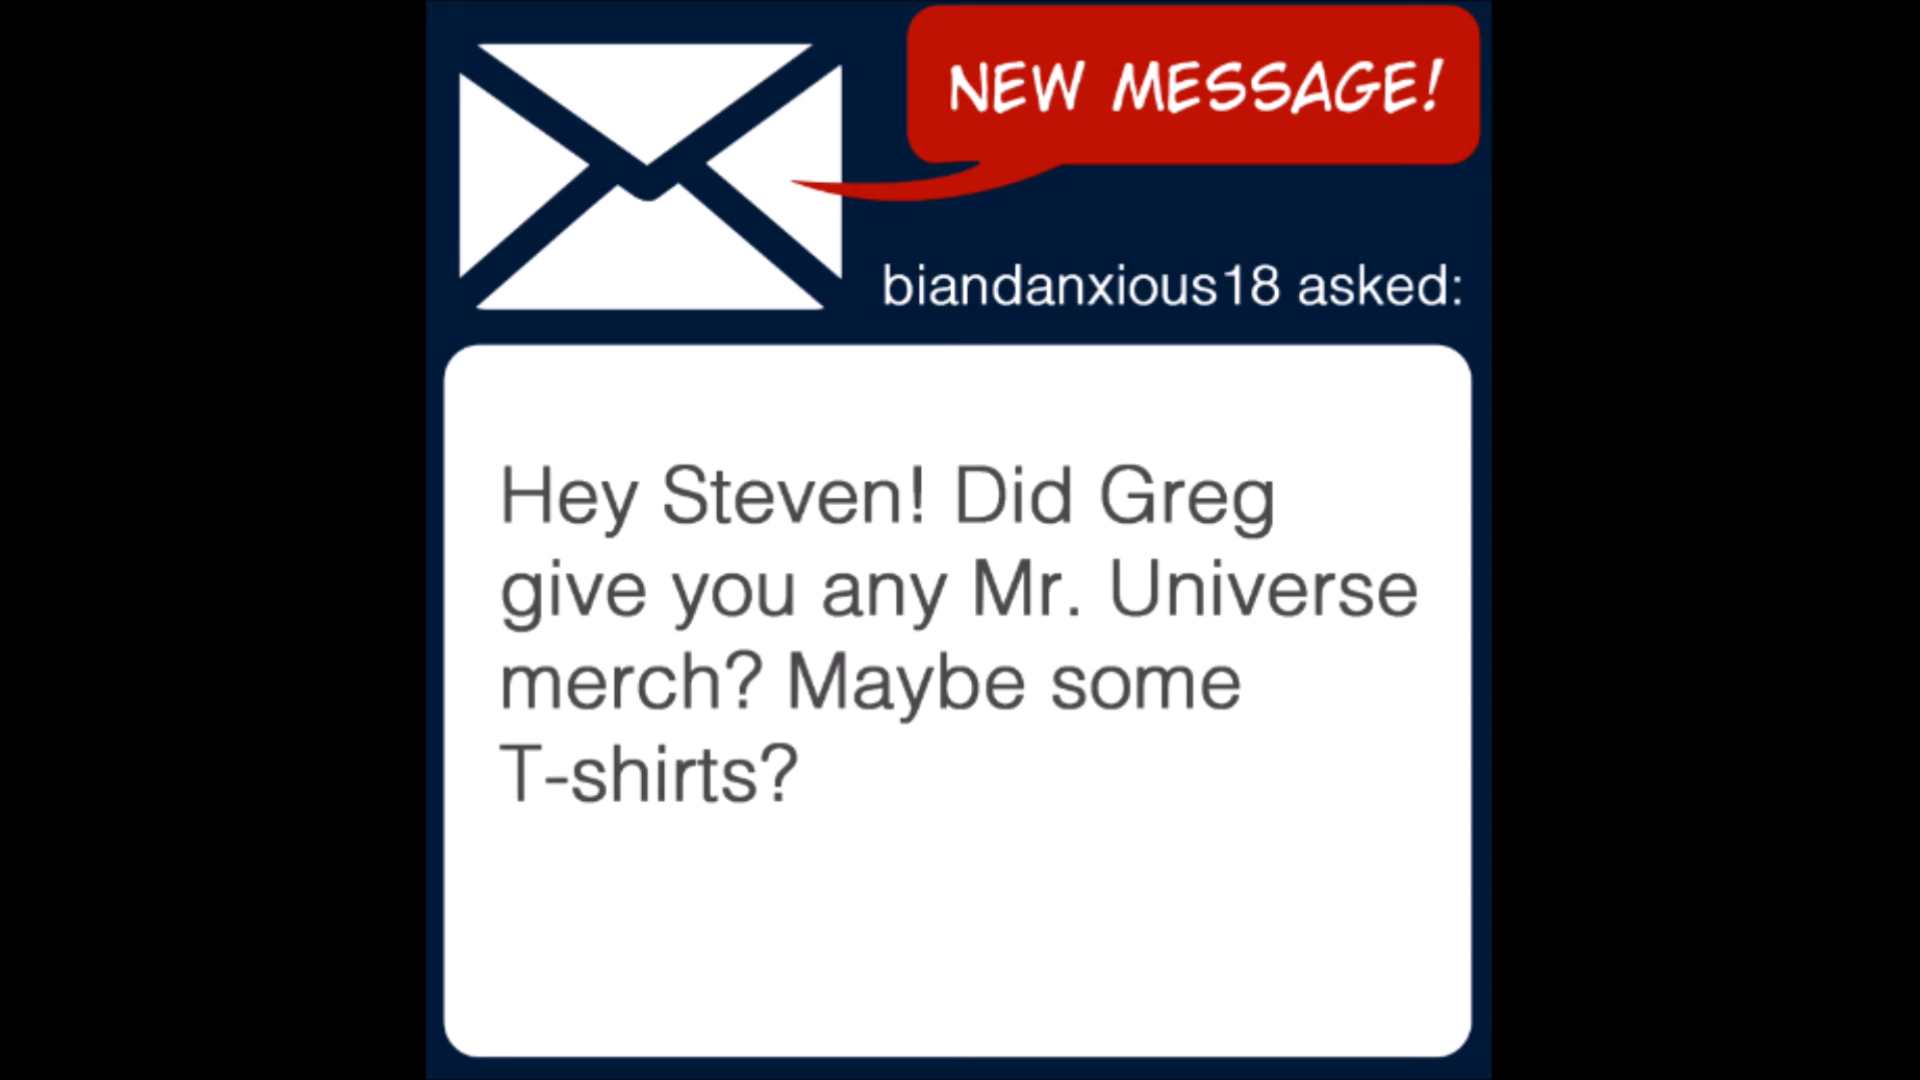 NEW MESSAGE!
biandanxious18 asked:
Hey Steven! Did Greg
give you any Mr. Universe
merch? Maybe some
T-shirts?